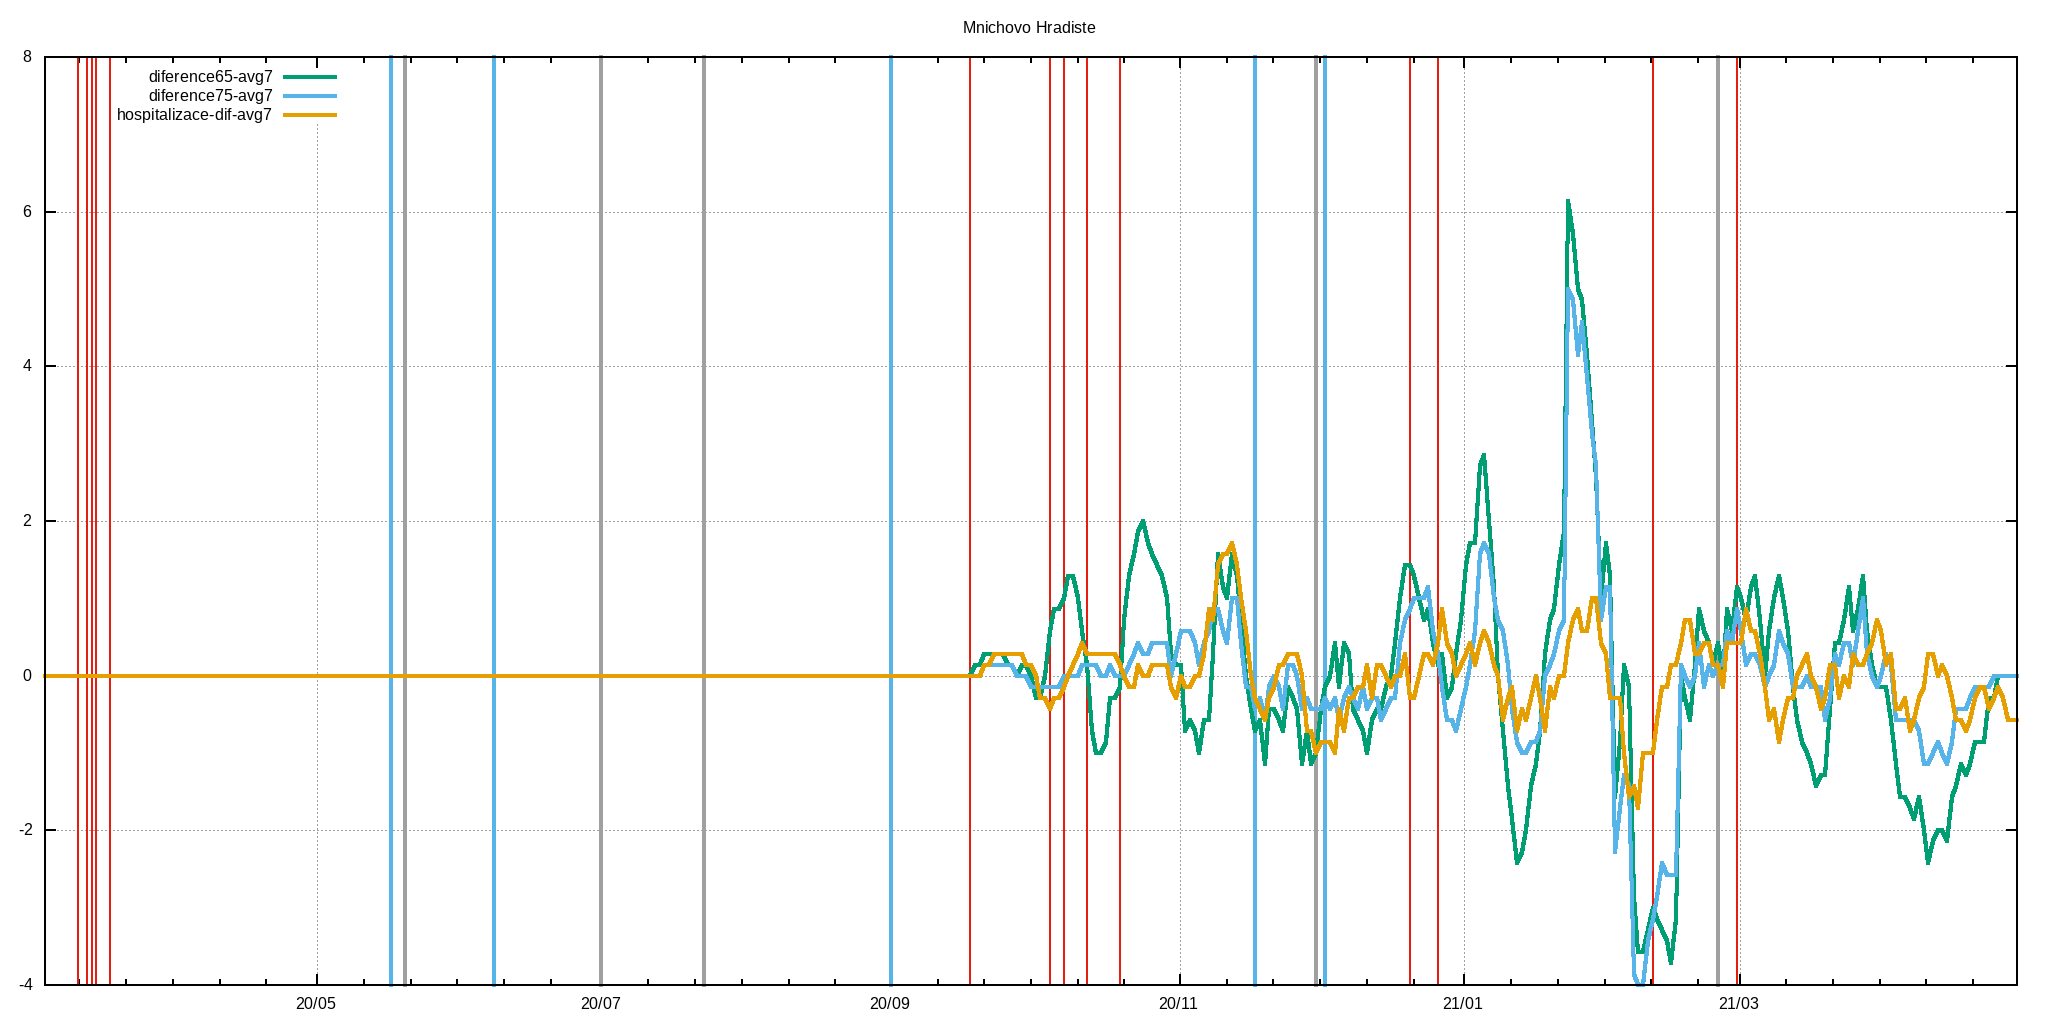 Mnichovo Hradiste
8
6
4
2
0
-2
-4
diference65-avg7
diference75-avg7
hospitalizace-dif-avg7
20/05 20/07 20/09 20/11 21/01 21/03